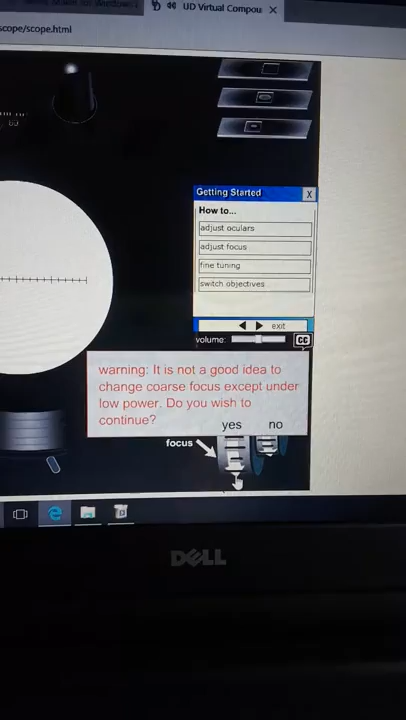 UD Virtual Compou
scope/scope.html
Getting Started
X
How to...
adjust oculars
adjust focus
fine tuning
switch objectives
exit
volume:
CC
warning: It is not a good idea to
change coarse focus except under
low power. Do you wish to
continue?
yes no
focus
DELL